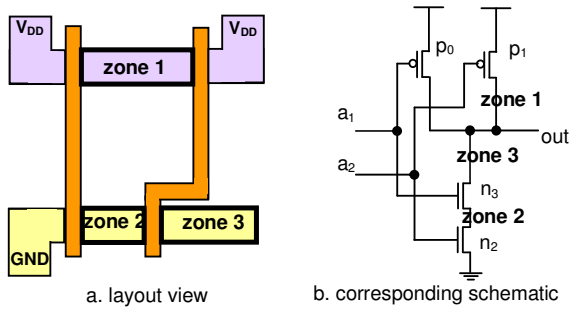 VDD
VDD
zone 1
zone 2
zone 3
GND
a. layout view
p0
p1
zone 1
a1
out
zone 3
a2
n3
zone 2
n2
b. corresponding schematic